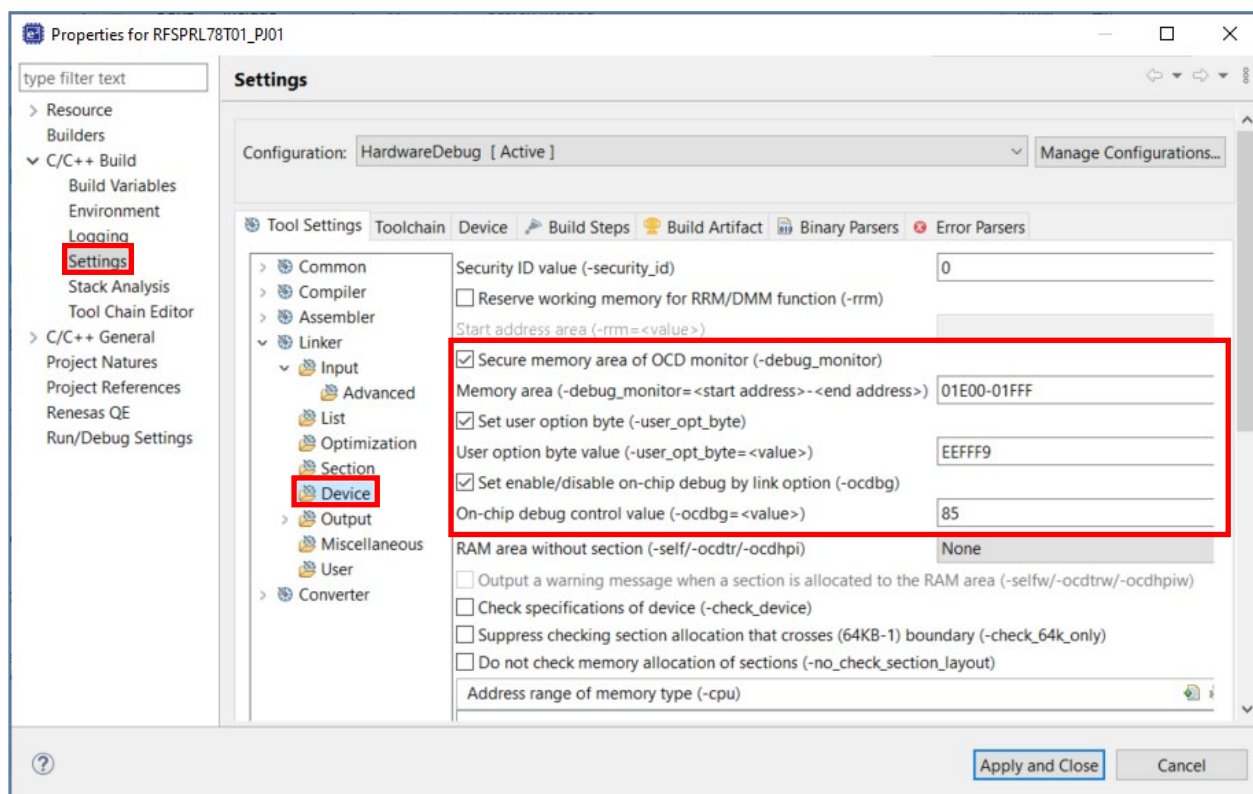 Properties for RFSPRL78T01_PJ01
type filter text
Resource
Builders
C/C++ Build
Build Variables
Environment
Logging
Settings
Stack Analysis
Tool Chain Editor
C/C++ General
Project Natures
Project References
Renesas QE
Run/Debug Settings
Settings
Configuration: HardwareDebug [ Active ] Manage Configurations...
Tool Settings Toolchain Device Build Steps Build Artifact Binary Parsers Error Parsers
Common
Compiler
Assembler
Linker
Input
Advanced
List
Optimization
Section
Device
Output
Miscellaneous
User
Converter
Security ID value (-security_id) 0
Reserve working memory for RRM/DMM function (-rrm)
Start address area (-rrm=<value>)
Secure memory area of OCD monitor (-debug_monitor)
Memory area (-debug_monitor=<start address>-<end address>) 01E00-01FFF
Set user option byte (-user_opt_byte)
User option byte value (-user_opt_byte=<value>) EEFFF9
Set enable/disable on-chip debug by link option (-ocdbg)
On-chip debug control value (-ocdbg=<value>) 85
RAM area without section (-self/-ocdtr/-ocdhpi) None
Output a warning message when a section is allocated to the RAM area (-selfw/-ocdtrw/-ocdhpiw)
Check specifications of device (-check_device)
Suppress checking section allocation that crosses (64KB-1) boundary (-check_64k_only)
Do not check memory allocation of sections (-no_check_section_layout)
Address range of memory type (-cpu)
Apply and Close Cancel